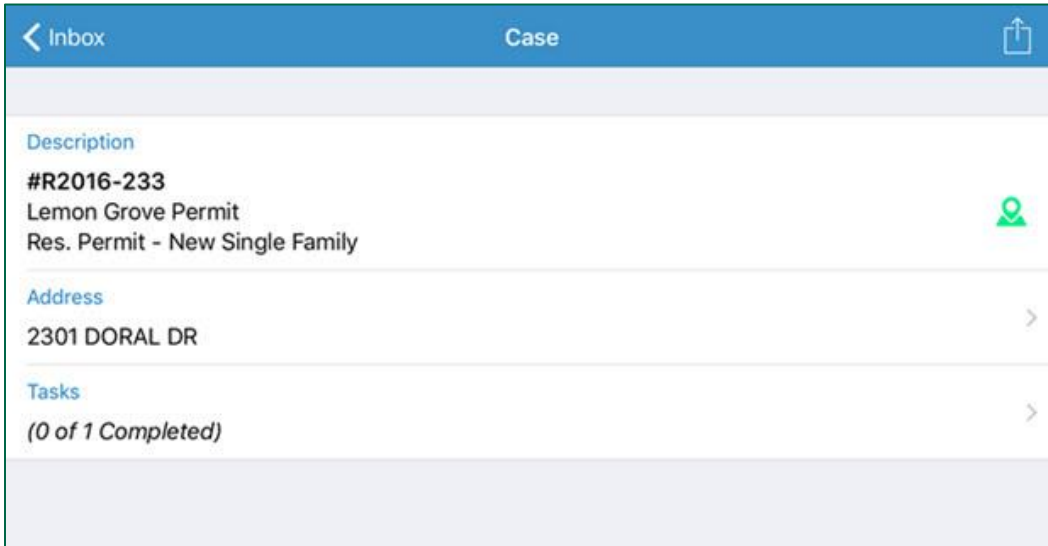 Inbox
Case
Description
#R2016-233
Lemon Grove Permit
Res. Permit - New Single Family
Address
2301 DORAL DR
Tasks
(0 of 1 Completed)